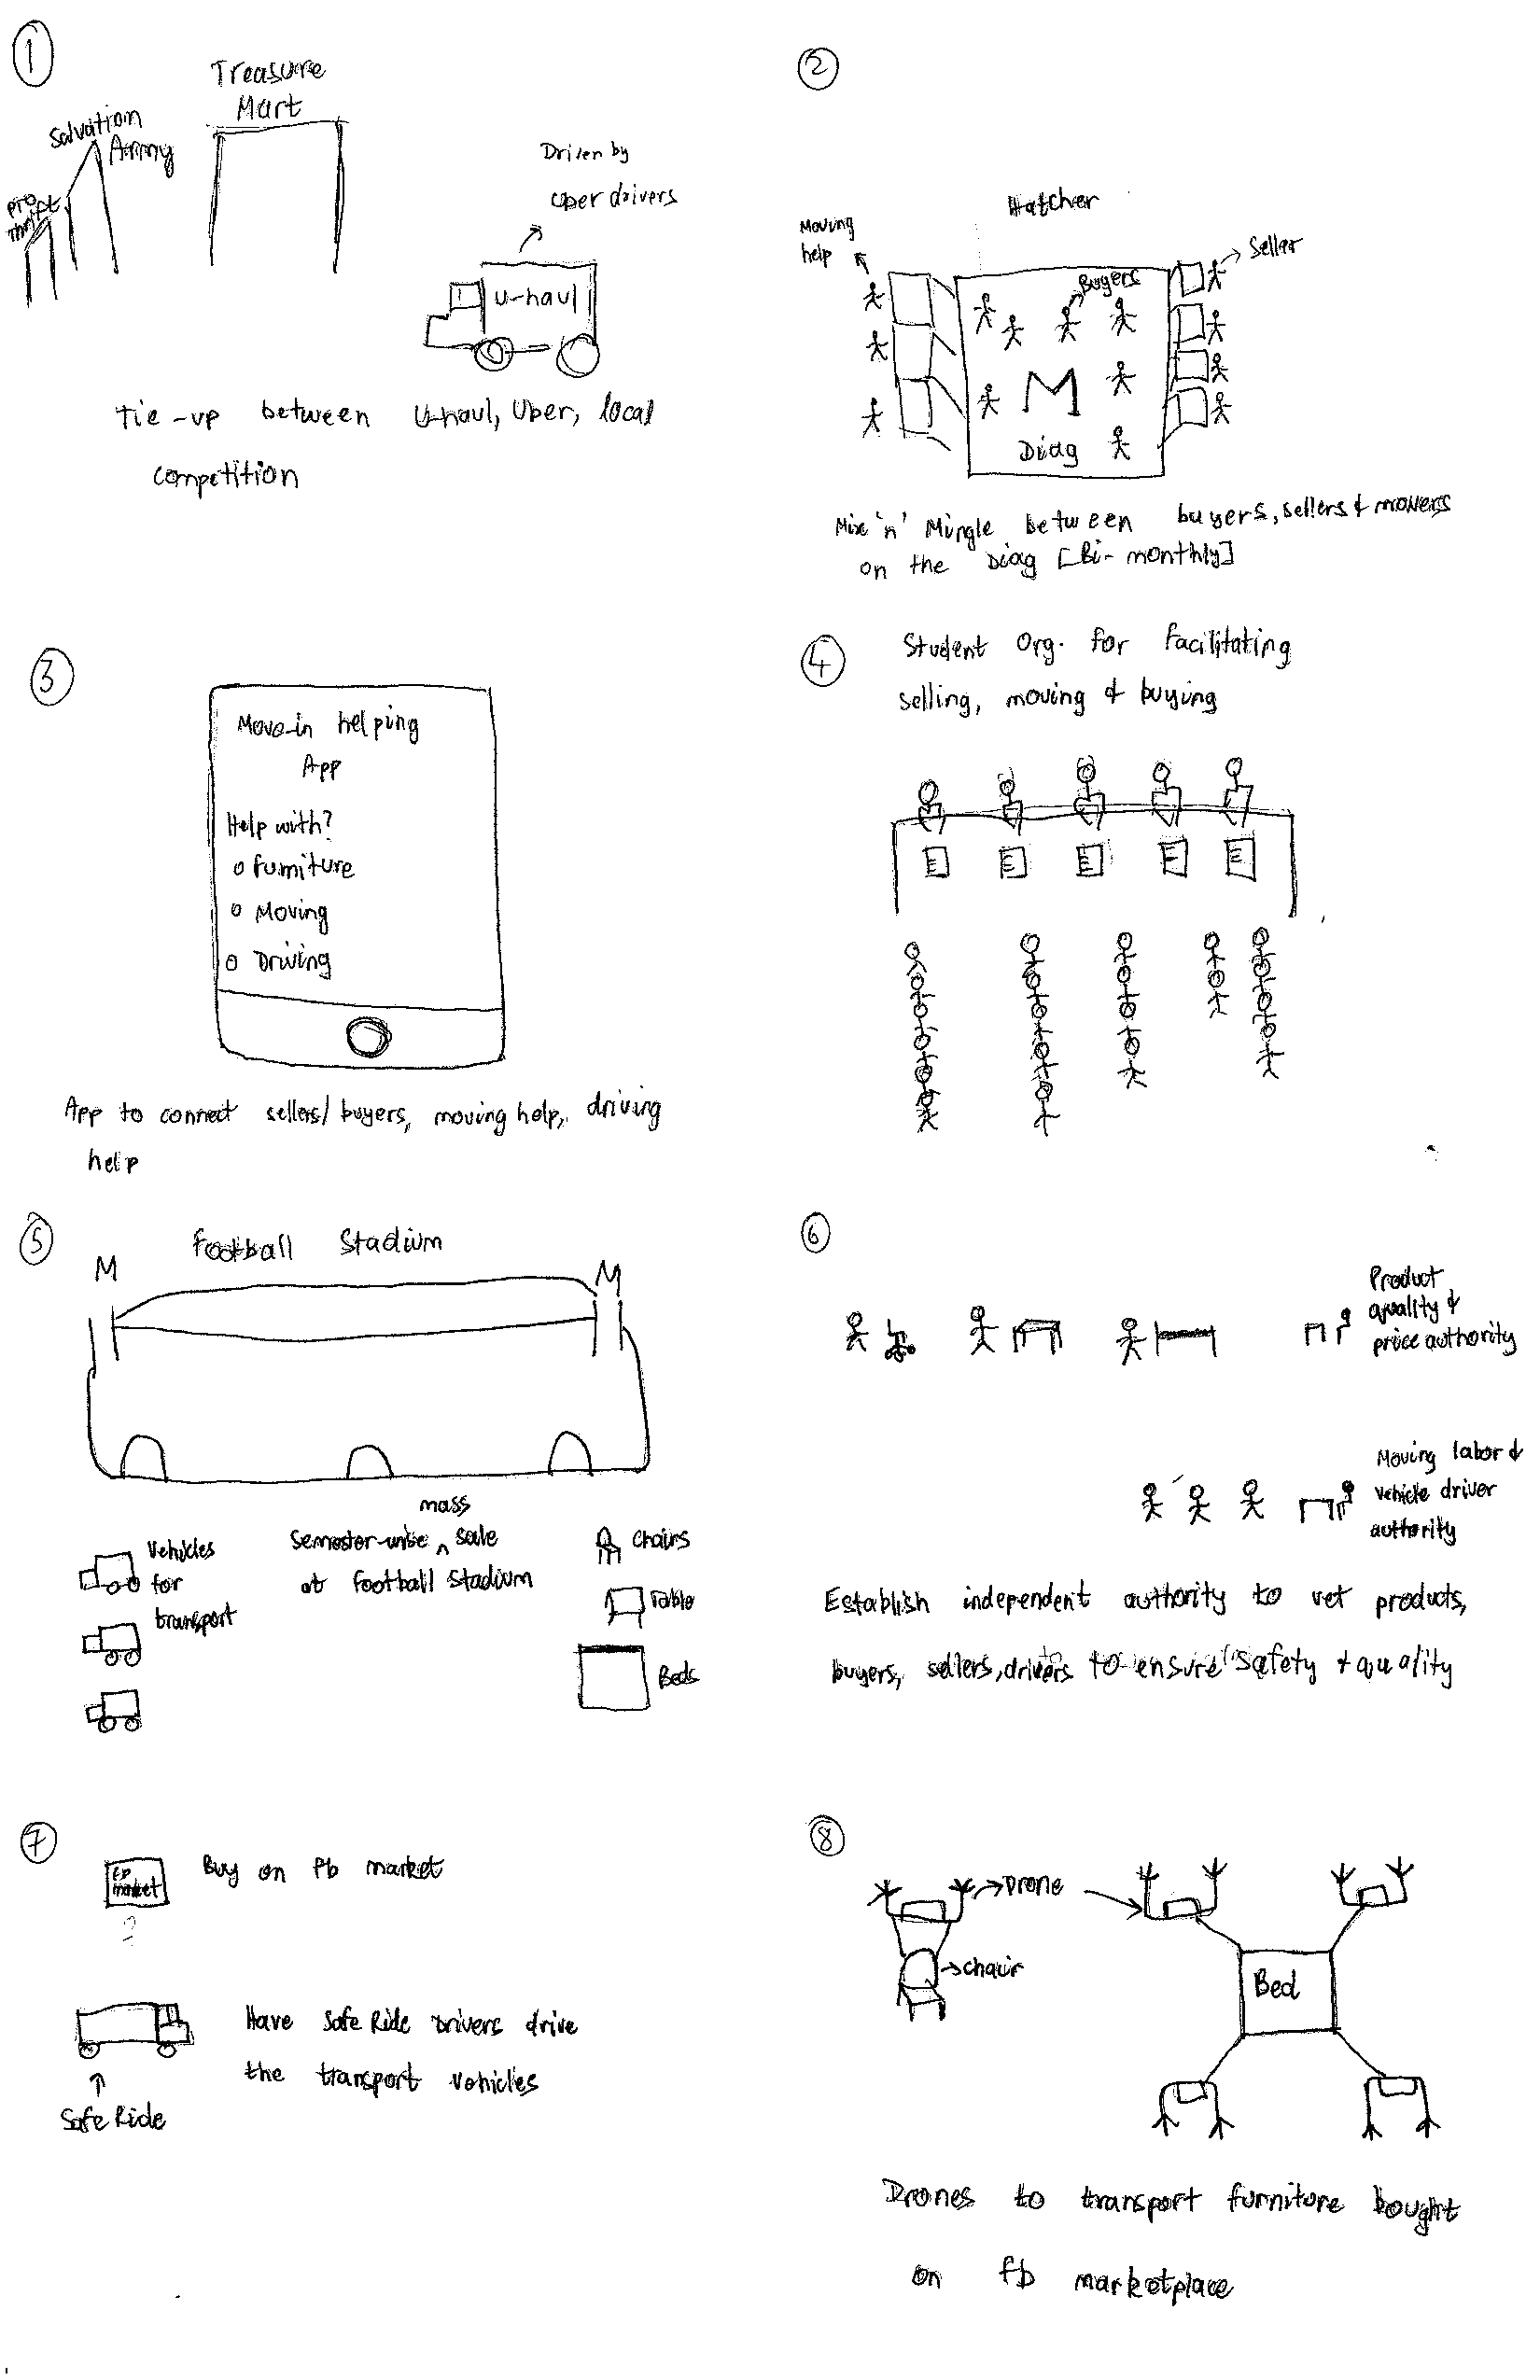 1
Treasure
Mart
Salvation
Army
PTO
Thrift
Driven by
Uber drivers
U-haul
Tie-up between U-haul, Uber, local
competition
2
Hatcher
Moving
help
Seller
Buyers
M
Diag
Mix 'n' Mingle between buyers, sellers & movers
on the Diag [Bi-monthly]
3
Move-in helping
App
Help with?
o Furniture
o Moving
o Driving
App to connect sellers/buyers, moving help, driving
help
4
Student Org. for facilitating
selling, moving & buying
5
Football Stadium
M
M
Vehicles
for
transport
mass
Semester-wise ^ sale
at football stadium
Chairs
Table
Beds
6
Product
quality &
price authority
Moving labor &
vehicle driver
authority
Establish independent authority to vet products,
buyers, sellers, drivers to ensure safety + quality
7
FB
market
Buy on Fb market
Have Safe Ride Drivers drive
the transport vehicles
Safe Ride
8
Drone
chair
Bed
Drones to transport furniture bought
on fb marketplace